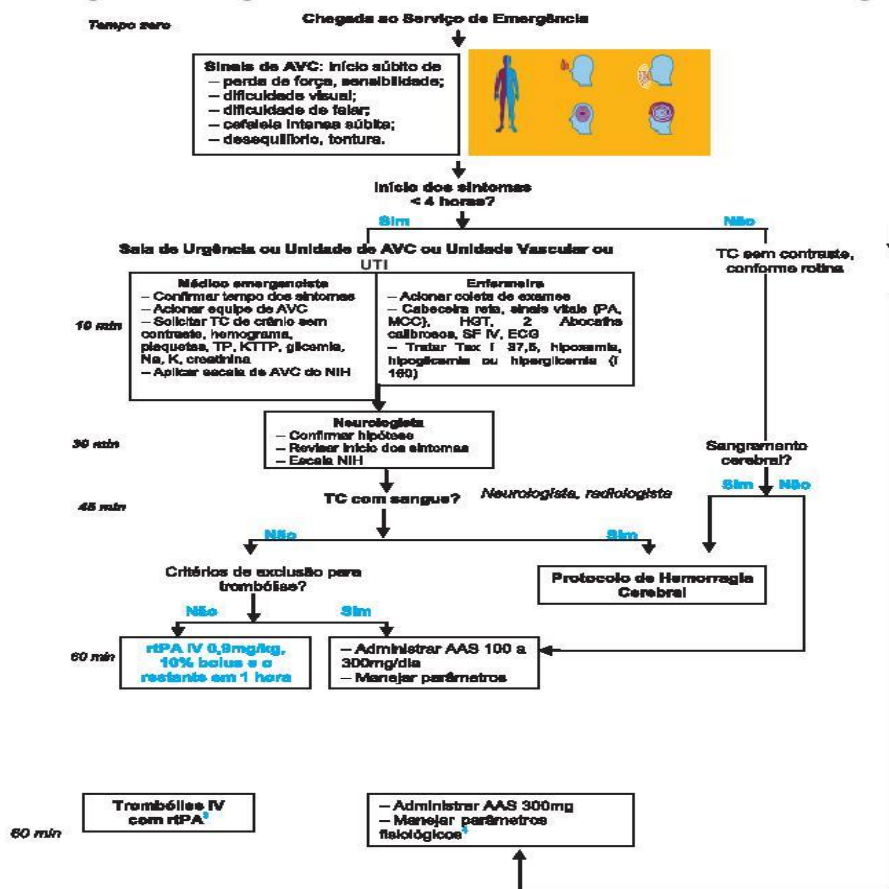 Tempo zero
Chegada ao Serviço de Emergência
Sinais de AVC: início súbito de
– perda de força, sensibilidade;
– dificuldade visual;
– dificuldade de falar;
– cefaleia intensa súbita;
– desequilíbrio, tontura.
Início dos sintomas
< 4 horas?
Sim
Não
Sala de Urgência ou Unidade de AVC ou Unidade Vascular ou
UTI
TC sem contraste,
conforme rotina
10 min
Médico emergencista
– Confirmar tempo dos sintomas
– Acionar equipe de AVC
– Solicitar TC de crânio sem
contraste, hemograma,
plaquetas, TP, KTTP, glicemia,
Na, K, creatinina
– Aplicar escala de AVC do NIH
Enfermeira
– Acionar coleta de exames
– Cabeceira reta, sinais vitais (PA,
MCC), HGT, 2 Abocaths
calibrosos, SF IV, ECG
– Tratar Tax Í 37,5, hipoxemia,
hipoglicemia ou hiperglicemia (Í
160)
30 min
Neurologista
– Confirmar hipótese
– Revisar início dos sintomas
– Escala NIH
Sangramento
cerebral?
Sim
Não
45 min
TC com sangue?
Neurologista, radiologista
Não
Sim
Critérios de exclusão para
trombólise?
Protocolo de Hemorragia
Cerebral
Não
Sim
60 min
rtPA IV 0,9mg/kg,
10% bolus e o
restante em 1 hora
– Administrar AAS 100 a
300mg/dia
– Manejar parâmetros
Trombólise IV
com rtPA
– Administrar AAS 300mg
– Manejar parâmetros
fisiológicos
60 min